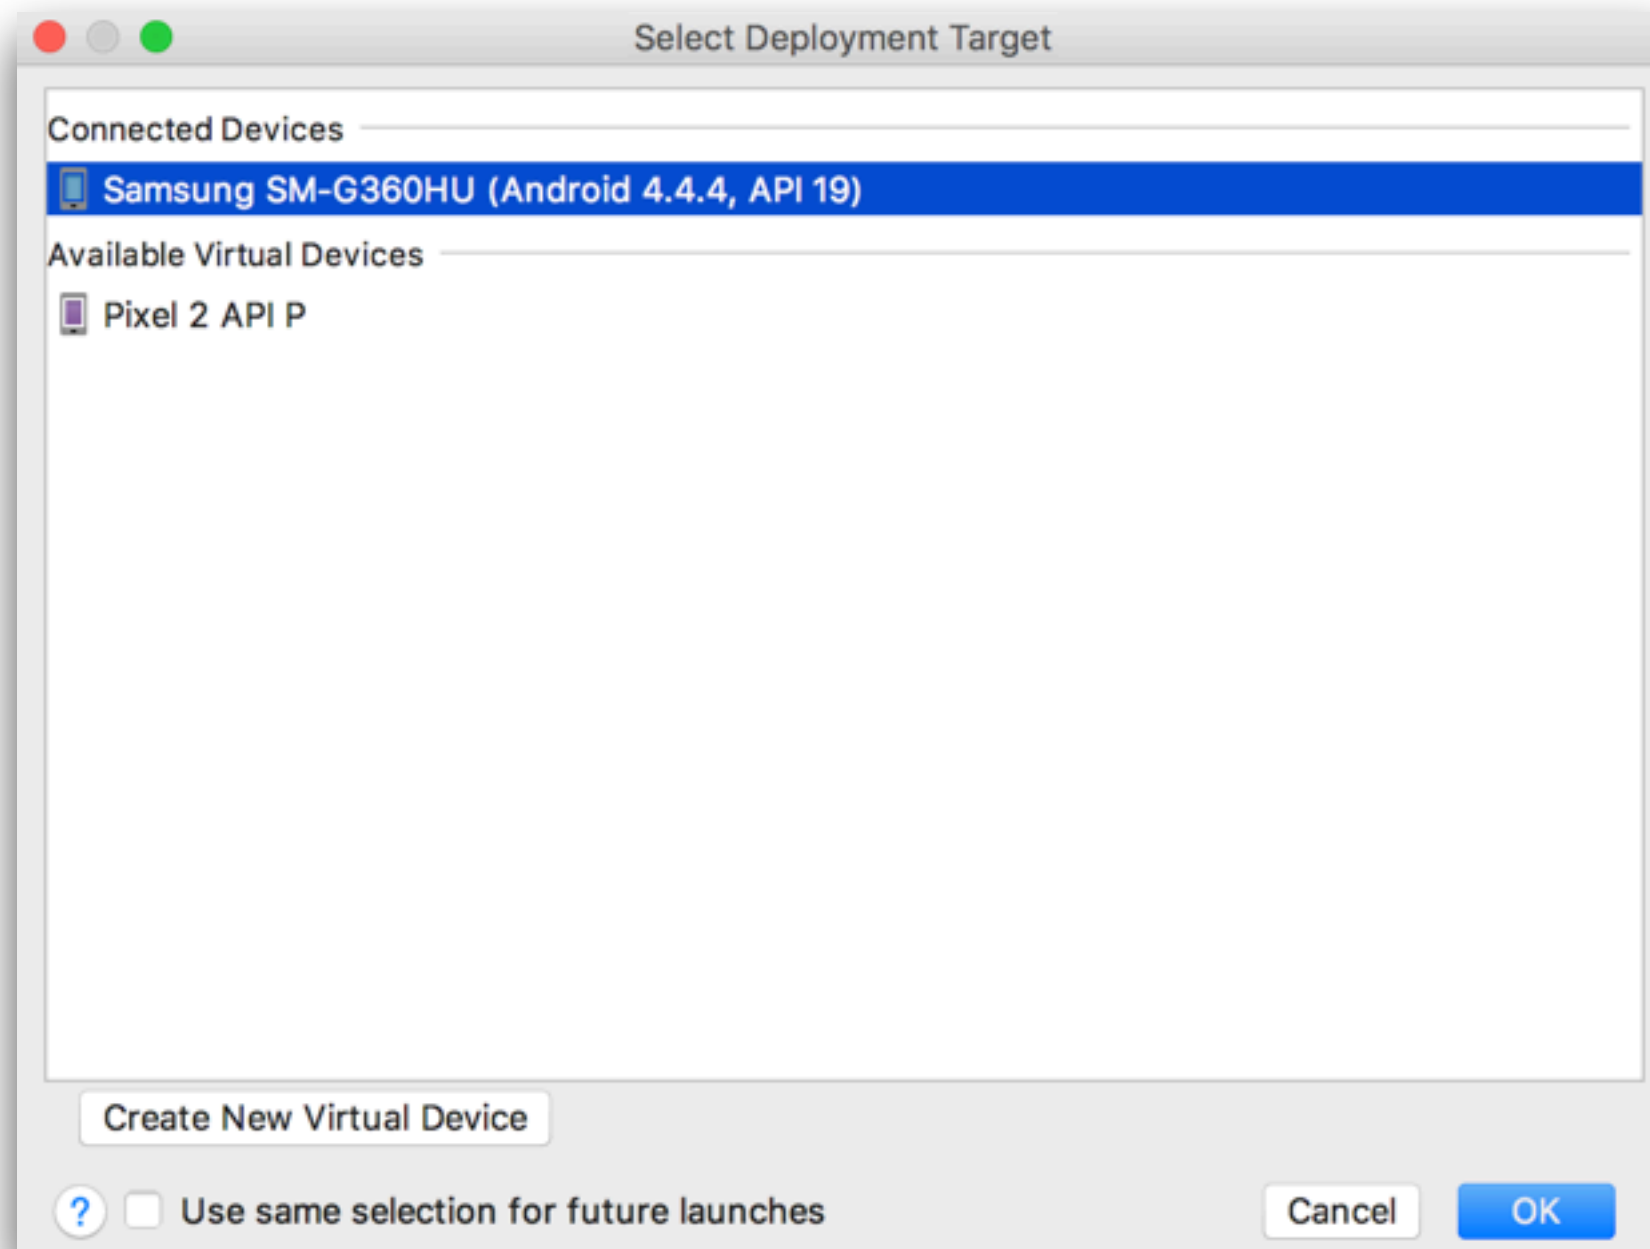 Select Deployment Target
Connected Devices
Samsung SM-G360HU (Android 4.4.4, API 19)
Available Virtual Devices
Pixel 2 API P
Create New Virtual Device
? Use same selection for future launches
Cancel OK